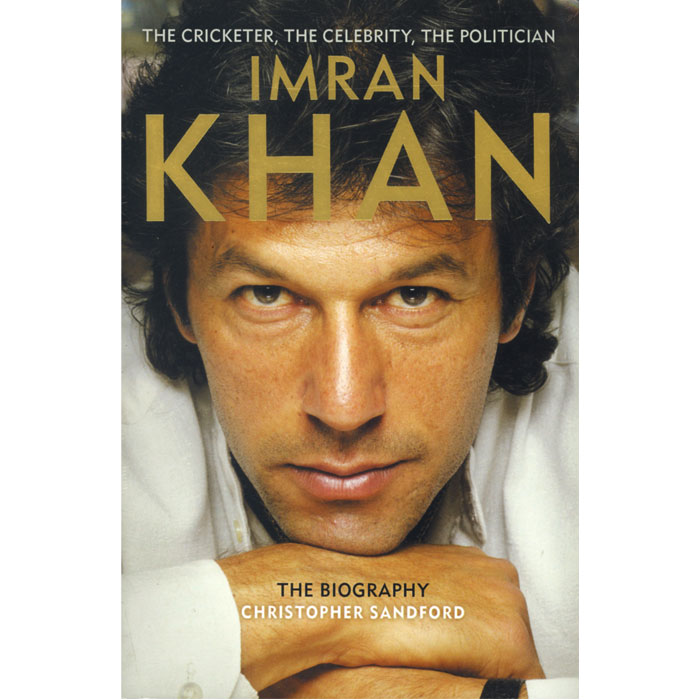 THE CRICKETER, THE CELEBRITY, THE POLITICIAN
IMRAN
KHAN
THE BIOGRAPHY
CHRISTOPHER SANDFORD